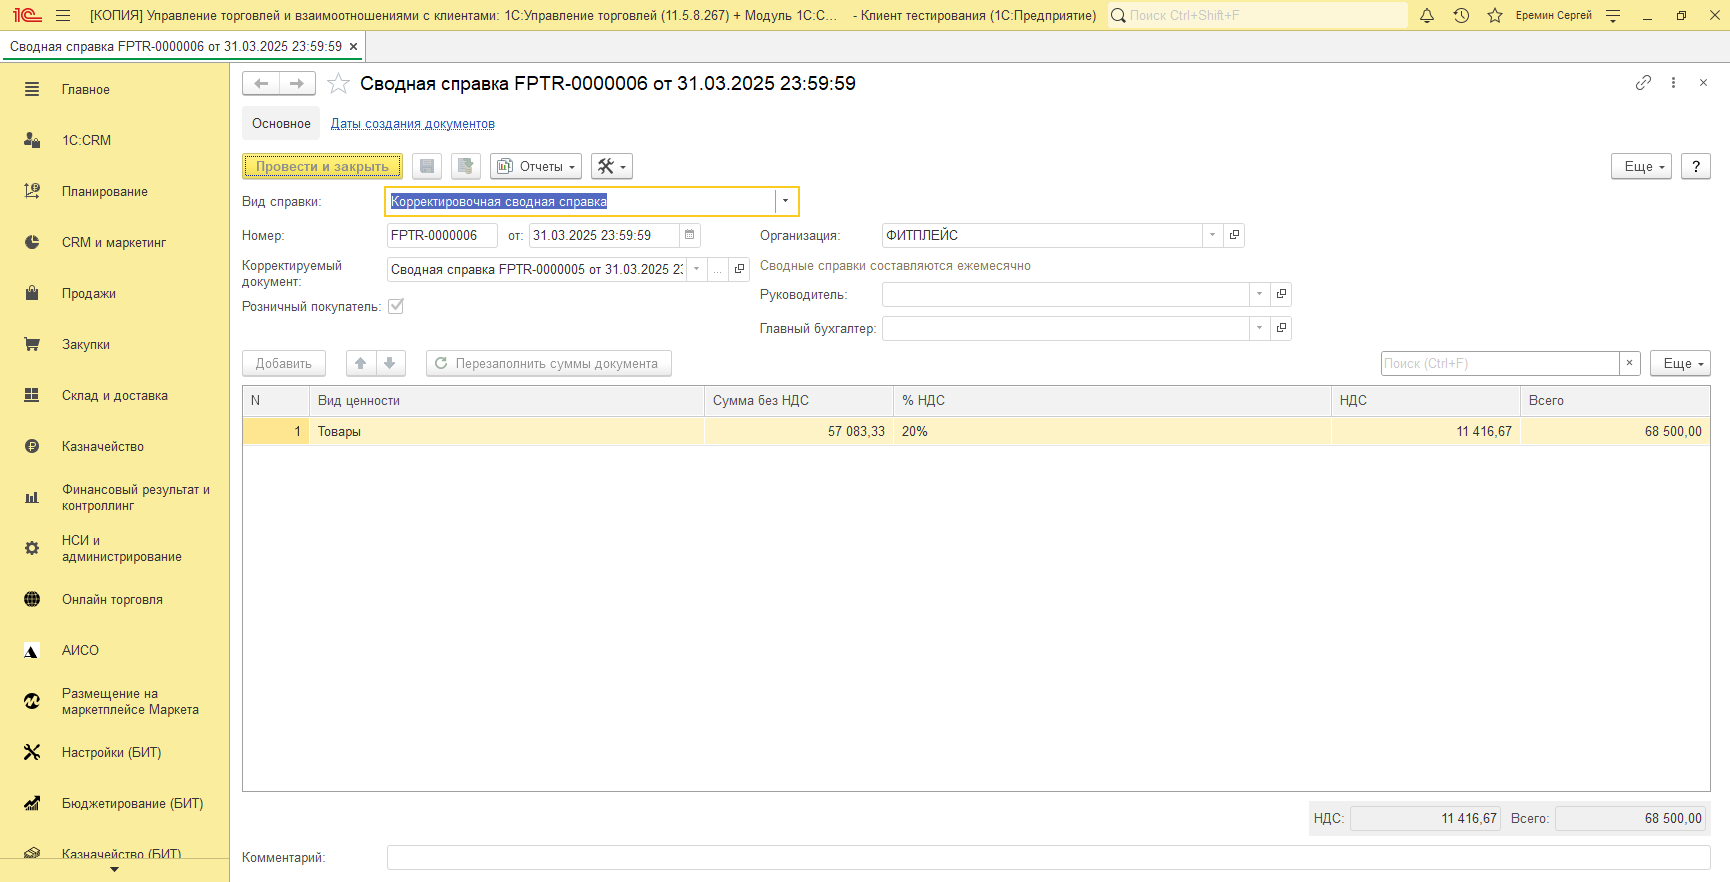 [КОПИЯ] Управление торговлей и взаимоотношениями с клиентами: 1С:Управление торговлей (11.5.8.267) + Модуль 1С:С... - Клиент тестирования (1С:Предприятие)
Поиск Ctrl+Shift+F
Еремин Сергей
Сводная справка FPTR-0000006 от 31.03.2025 23:59:59
Главное
1C:CRM
Планирование
CRM и маркетинг
Продажи
Закупки
Склад и доставка
Казначейство
Финансовый результат и
контроллинг
НСИ и
администрирование
Онлайн торговля
АИСО
Размещение на
маркетплейсе Маркета
Настройки (БИТ)
Бюджетирование (БИТ)
Казначейство (БИТ)
Сводная справка FPTR-0000006 от 31.03.2025 23:59:59
Основное Даты создания документов
Провести и закрыть Отчеты Еще ?
Вид справки: Корректировочная сводная справка
Номер: FPTR-0000006 от: 31.03.2025 23:59:59 Организация: ФИТПЛЕЙС
Корректируемый
документ: Сводная справка FPTR-0000005 от 31.03.2025 23 ...
Сводные справки составляются ежемесячно
Розничный покупатель:
Руководитель:
Главный бухгалтер:
Добавить Перезаполнить суммы документа Поиск (Ctrl+F) × Еще
N Вид ценности Сумма без НДС % НДС НДС Всего
1 Товары 57 083,33 20% 11 416,67 68 500,00
НДС: 11 416,67 Всего: 68 500,00
Комментарий: